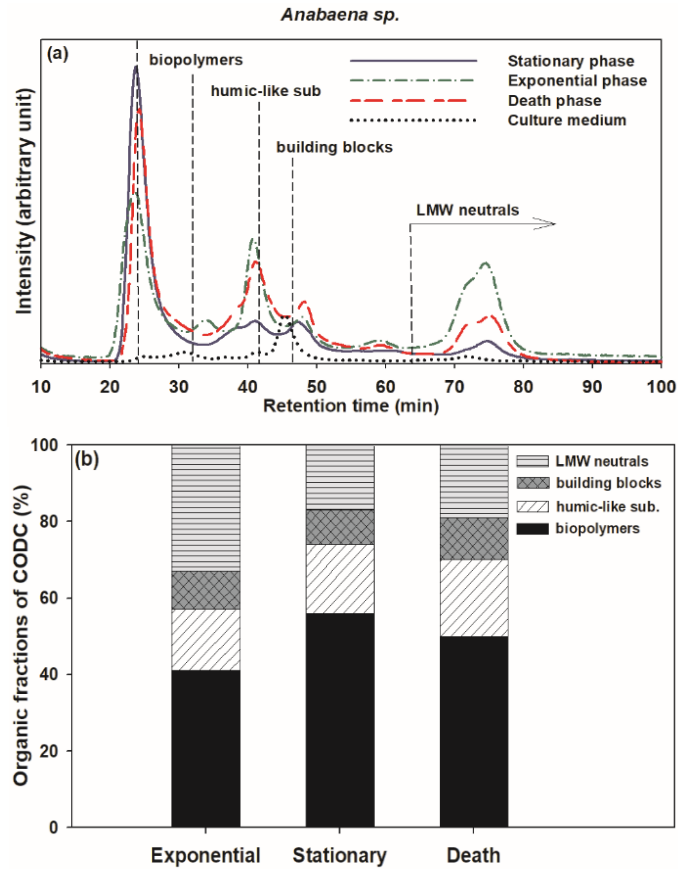 Anabaena sp.
(a)
biopolymers
humic-like sub
building blocks
LMW neutrals
Stationary phase
Exponential phase
Death phase
Culture medium
Intensity (arbitrary unit)
10 20 30 40 50 60 70 80 90 100
Retention time (min)
(b)
LMW neutrals
building blocks
humic-like sub.
biopolymers
Organic fractions of CODC (%)
100
80
60
40
20
0
Exponential Stationary Death